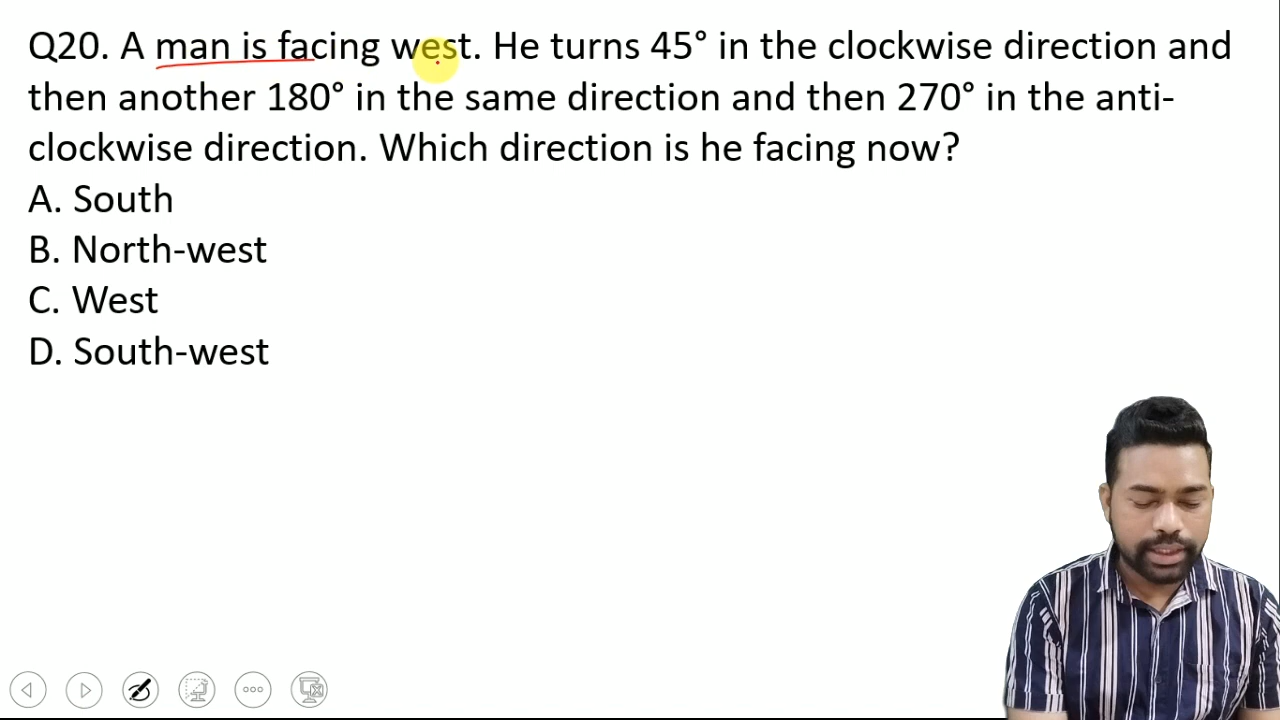 Q20. A man is facing west. He turns 45° in the clockwise direction and
then another 180° in the same direction and then 270° in the anti-
clockwise direction. Which direction is he facing now?
A. South
B. North-west
C. West
D. South-west